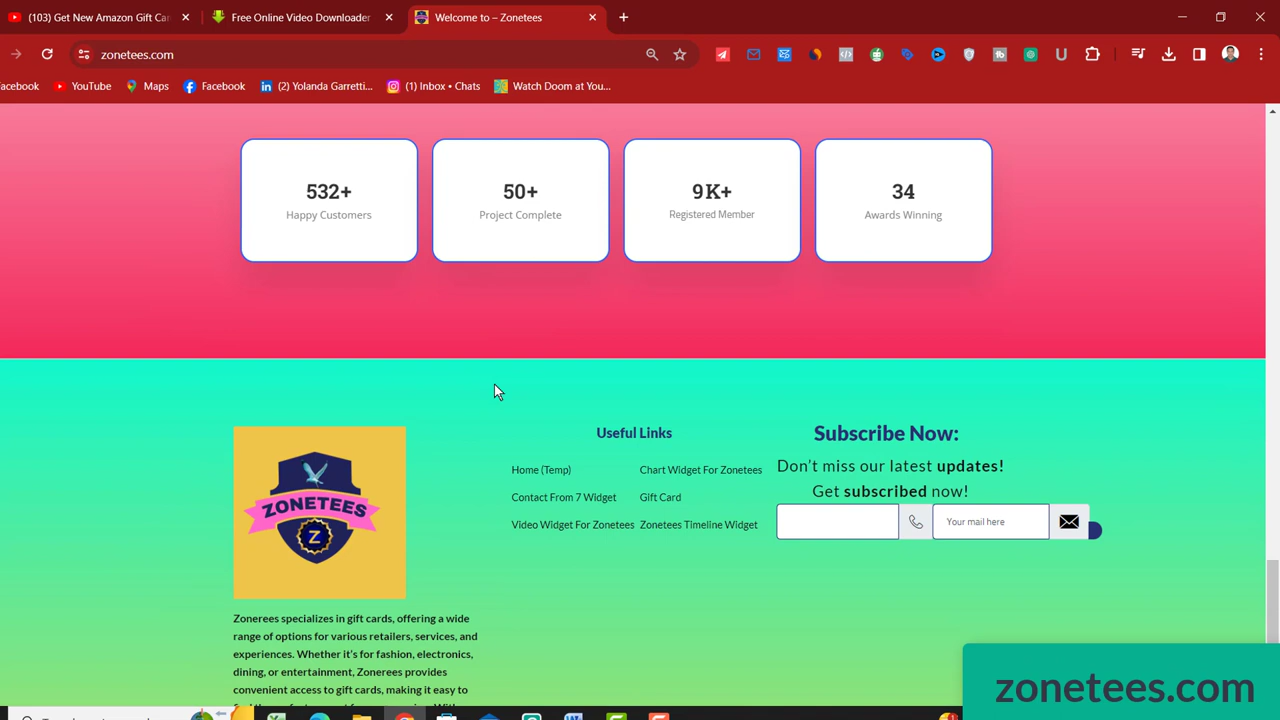 (103) Get New Amazon Gift Car
Free Online Video Downloader
Welcome to – Zonetees
zonetees.com
acebook
YouTube
Maps
Facebook
(2) Yolanda Garretti...
(1) Inbox • Chats
Watch Doom at You...
532+
Happy Customers
50+
Project Complete
9K+
Registered Member
34
Awards Winning
ZONETEES
Z
Zonerees specializes in gift cards, offering a wide
range of options for various retailers, services, and
experiences. Whether it's for fashion, electronics,
dining, or entertainment, Zonerees provides
convenient access to gift cards, making it easy to
Useful Links
Home (Temp)
Chart Widget For Zonetees
Contact From 7 Widget
Gift Card
Video Widget For Zonetees
Zonetees Timeline Widget
Subscribe Now:
Don't miss our latest updates!
Get subscribed now!
Your mail here
zonetees.com